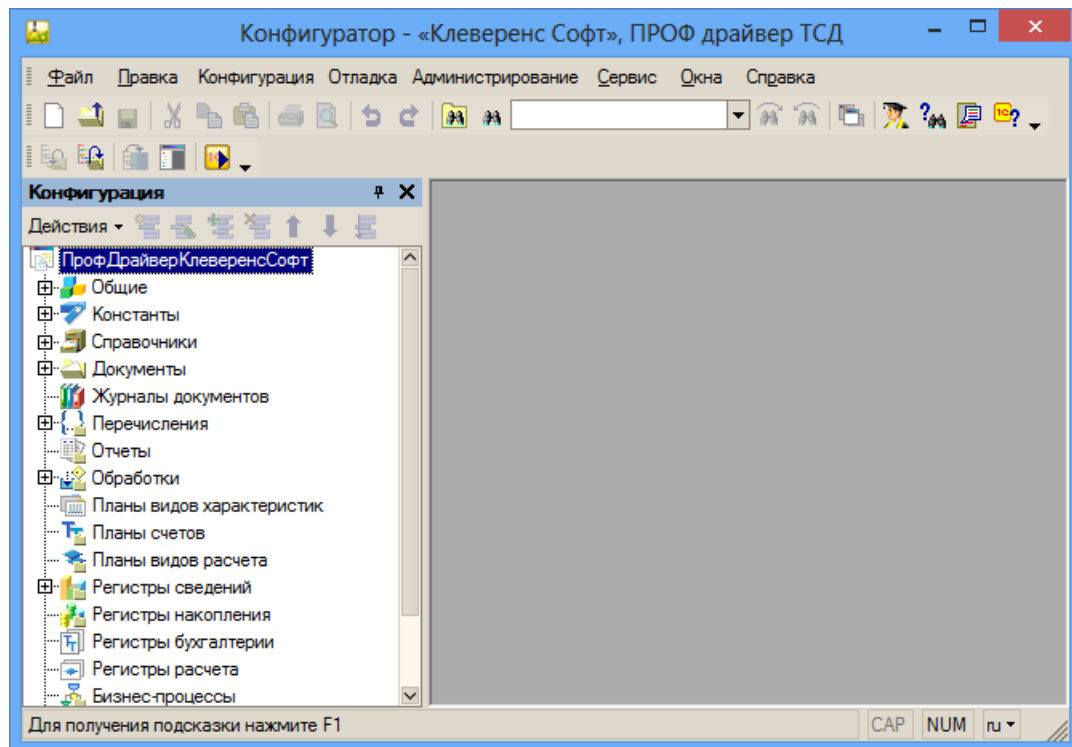 Конфигуратор - «Клеверенс Софт», ПРОФ драйвер ТСД
Файл Правка Конфигурация Отладка Администрирование Сервис Окна Справка
Конфигурация
Действия
ПрофДрайверКлеверенсСофт
Общие
Константы
Справочники
Документы
Журналы документов
Перечисления
Отчеты
Обработки
Планы видов характеристик
Планы счетов
Планы видов расчета
Регистры сведений
Регистры накопления
Регистры бухгалтерии
Регистры расчета
Бизнес-процессы
Для получения подсказки нажмите F1 CAP NUM ru